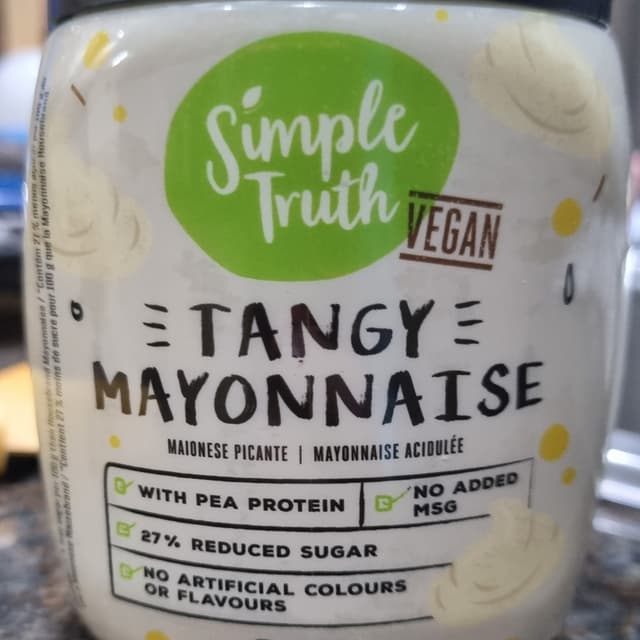 Simple
Truth
VEGAN
TANGY
MAYONNAISE
MAIONESE PICANTE | MAYONNAISE ACIDULÉE
WITH PEA PROTEIN
NO ADDED
MSG
27% REDUCED SUGAR
NO ARTIFICIAL COLOURS
OR FLAVOURS